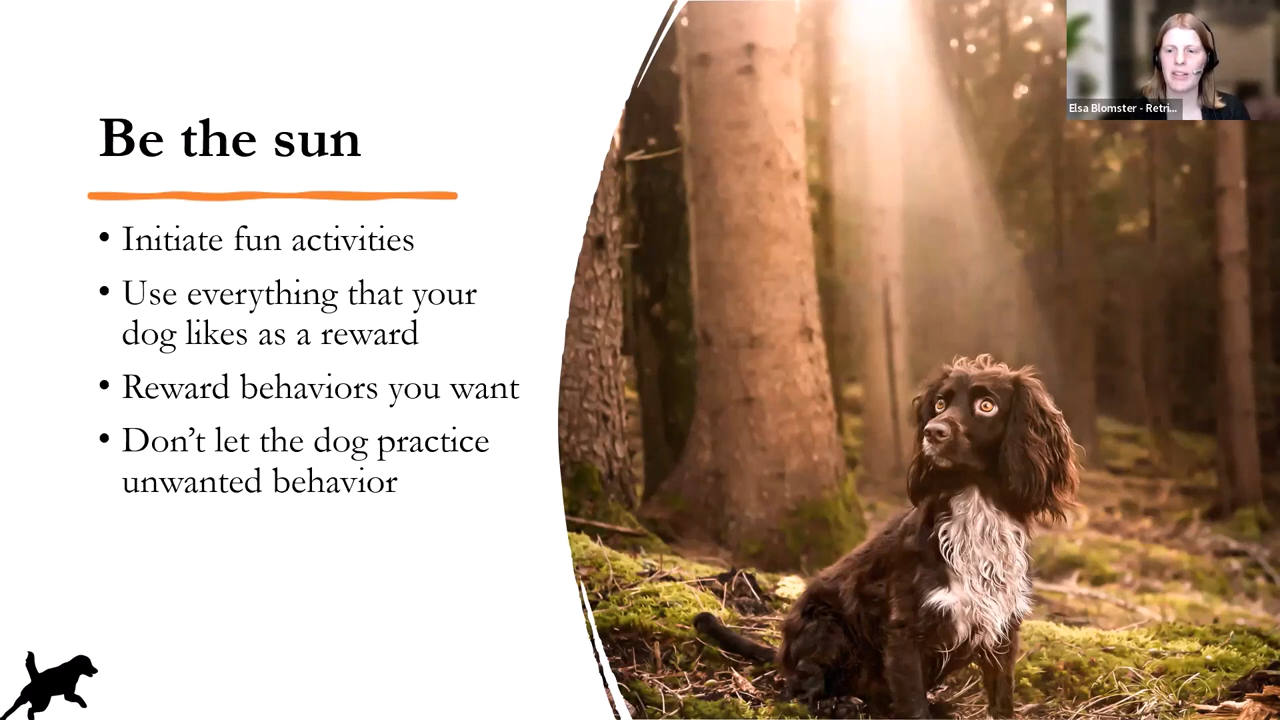 Be the sun
• Initiate fun activities
• Use everything that your
dog likes as a reward
• Reward behaviors you want
• Don’t let the dog practice
unwanted behavior
Elsa Blomster - Retri...